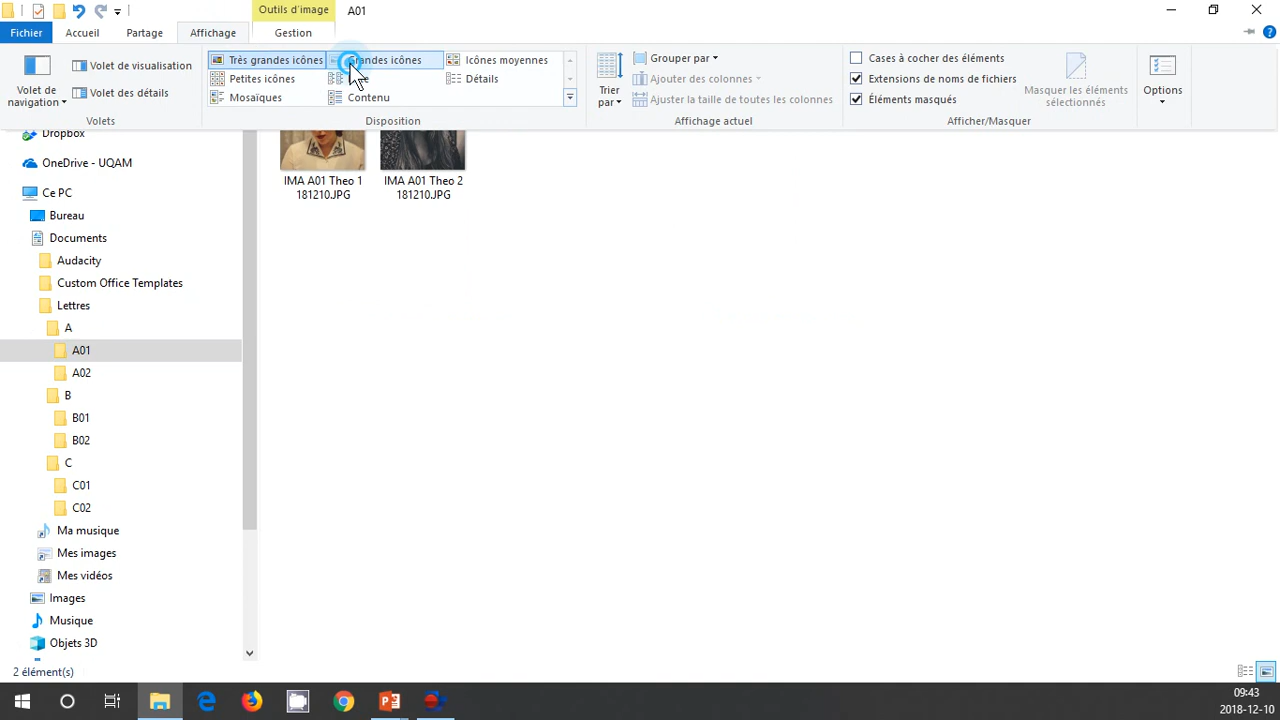 Outils d'image
A01
Fichier
Accueil
Partage
Affichage
Gestion
Volet de navigation
Volet de visualisation
Volet des détails
Volets
Très grandes icônes
Grandes icônes
Icônes moyennes
Petites icônes
Détails
Mosaïques
Contenu
Disposition
Trier par
Grouper par
Ajouter des colonnes
Ajuster la taille de toutes les colonnes
Affichage actuel
Cases à cocher des éléments
Extensions de noms de fichiers
Éléments masqués
Masquer les éléments sélectionnés
Afficher/Masquer
Options
Dropbox
OneDrive - UQAM
Ce PC
Bureau
Documents
Audacity
Custom Office Templates
Lettres
A
A01
A02
B
B01
B02
C
C01
C02
Ma musique
Mes images
Mes vidéos
Images
Musique
Objets 3D
IMA A01 Theo 1
181210.JPG
IMA A01 Theo 2
181210.JPG
2 élément(s)
09:43
2018-12-10